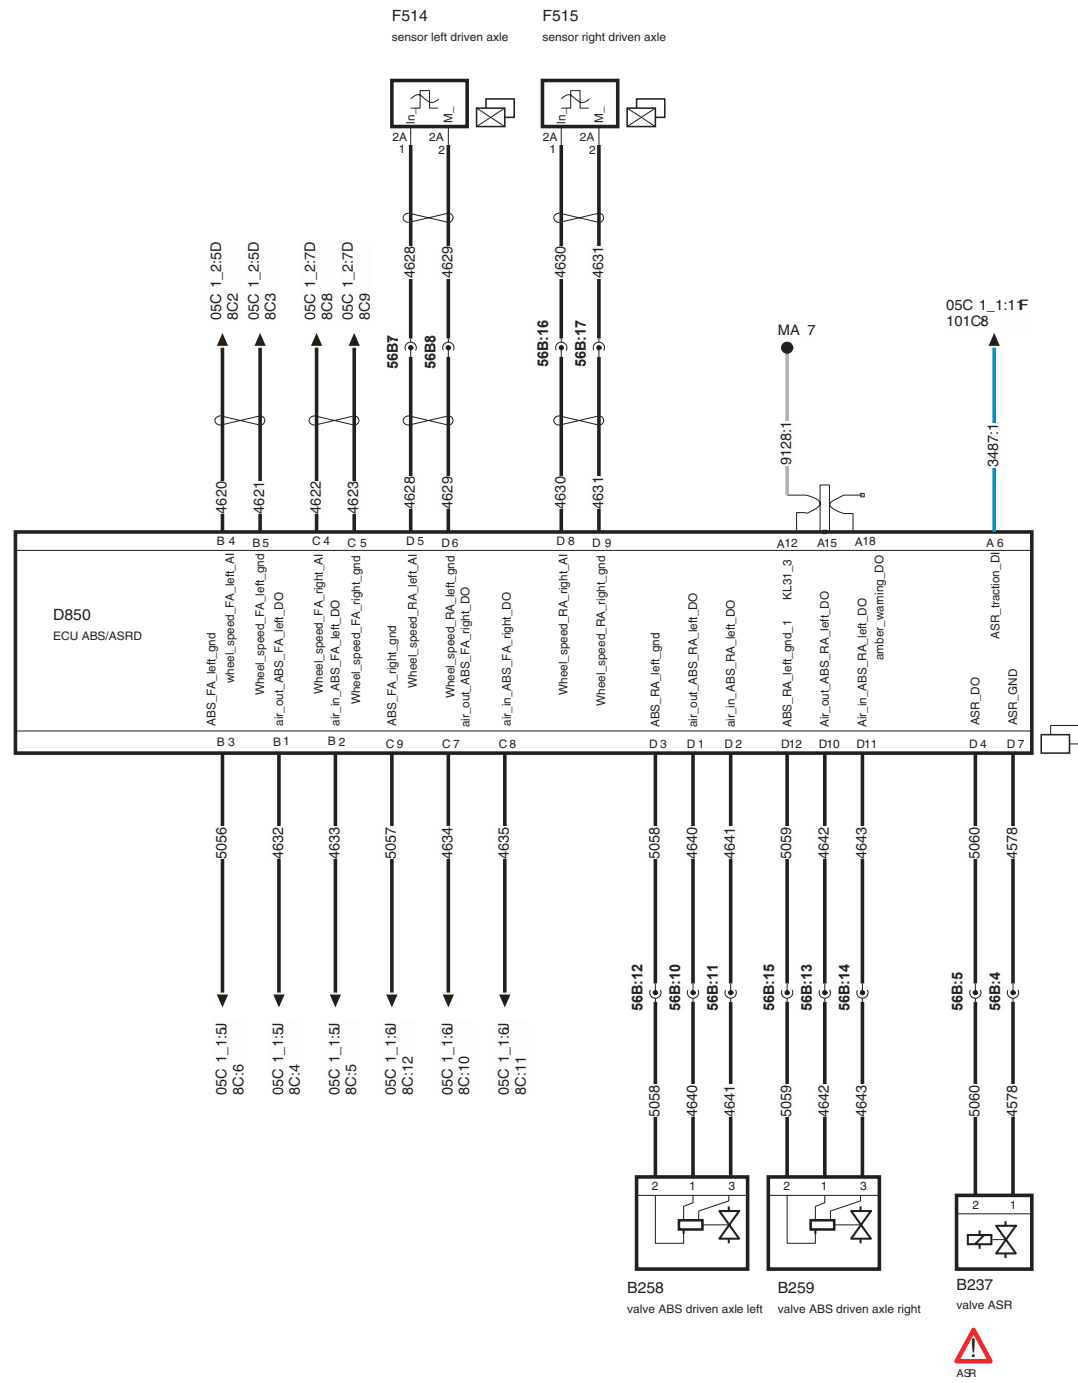 F514
sensor left driven axle
F515
sensor right driven axle
In_
M_
In_
M_
2A
1
2A
2
2A
1
2A
2
05C 1_2:5D
8C2
05C 1_2:5D
8C3
05C 1_2:7D
8C8
05C 1_2:7D
8C9
4628
4629
4630
4631
56B7
56B8
56B:16
56B:17
MA 7
05C 1_1:11F
101C8
9128:1
3487:1
4620
4621
4622
4623
4628
4629
4630
4631
B 4
B 5
C 4
C 5
D 5
D 6
D 8
D 9
A12
A15
A18
A 6
D850
ECU ABS/ASRD
ABS_FA_left_gnd
wheel_speed_FA_left_AI
Wheel_speed_FA_left_gnd
air_out_ABS_FA_left_DO
Wheel_speed_FA_right_AI
air_in_ABS_FA_left_DO
Wheel_speed_FA_right_gnd
ABS_FA_right_gnd
Wheel_speed_RA_left_AI
Wheel_speed_RA_left_gnd
air_out_ABS_FA_right_DO
air_in_ABS_FA_right_DO
Wheel_speed_RA_right_AI
Wheel_speed_RA_right_gnd
ABS_RA_left_gnd
air_out_ABS_RA_left_DO
air_in_ABS_RA_left_DO
ABS_RA_left_gnd_1 KL31_3
Air_out_ABS_RA_left_DO
Air_in_ABS_RA_left_DO
amber_warning_DO
ASR_DO
ASR_traction_DI
ASR_GND
B 3
B 1
B 2
C 9
C 7
C 8
D 3
D 1
D 2
D12
D10
D11
D 4
D 7
5056
4632
4633
5057
4634
4635
5058
4640
4641
5059
4642
4643
5060
4578
56B:12
56B:10
56B:11
56B:15
56B:13
56B:14
56B:5
56B:4
05C 1_1:5J
8C:6
05C 1_1:5J
8C:4
05C 1_1:5J
8C:5
05C 1_1:6J
8C:12
05C 1_1:6J
8C:10
05C 1_1:6J
8C:11
5058
4640
4641
5059
4642
4643
5060
4578
2
1
3
2
1
3
2
1
B258
valve ABS driven axle left
B259
valve ABS driven axle right
B237
valve ASR
!
ASR